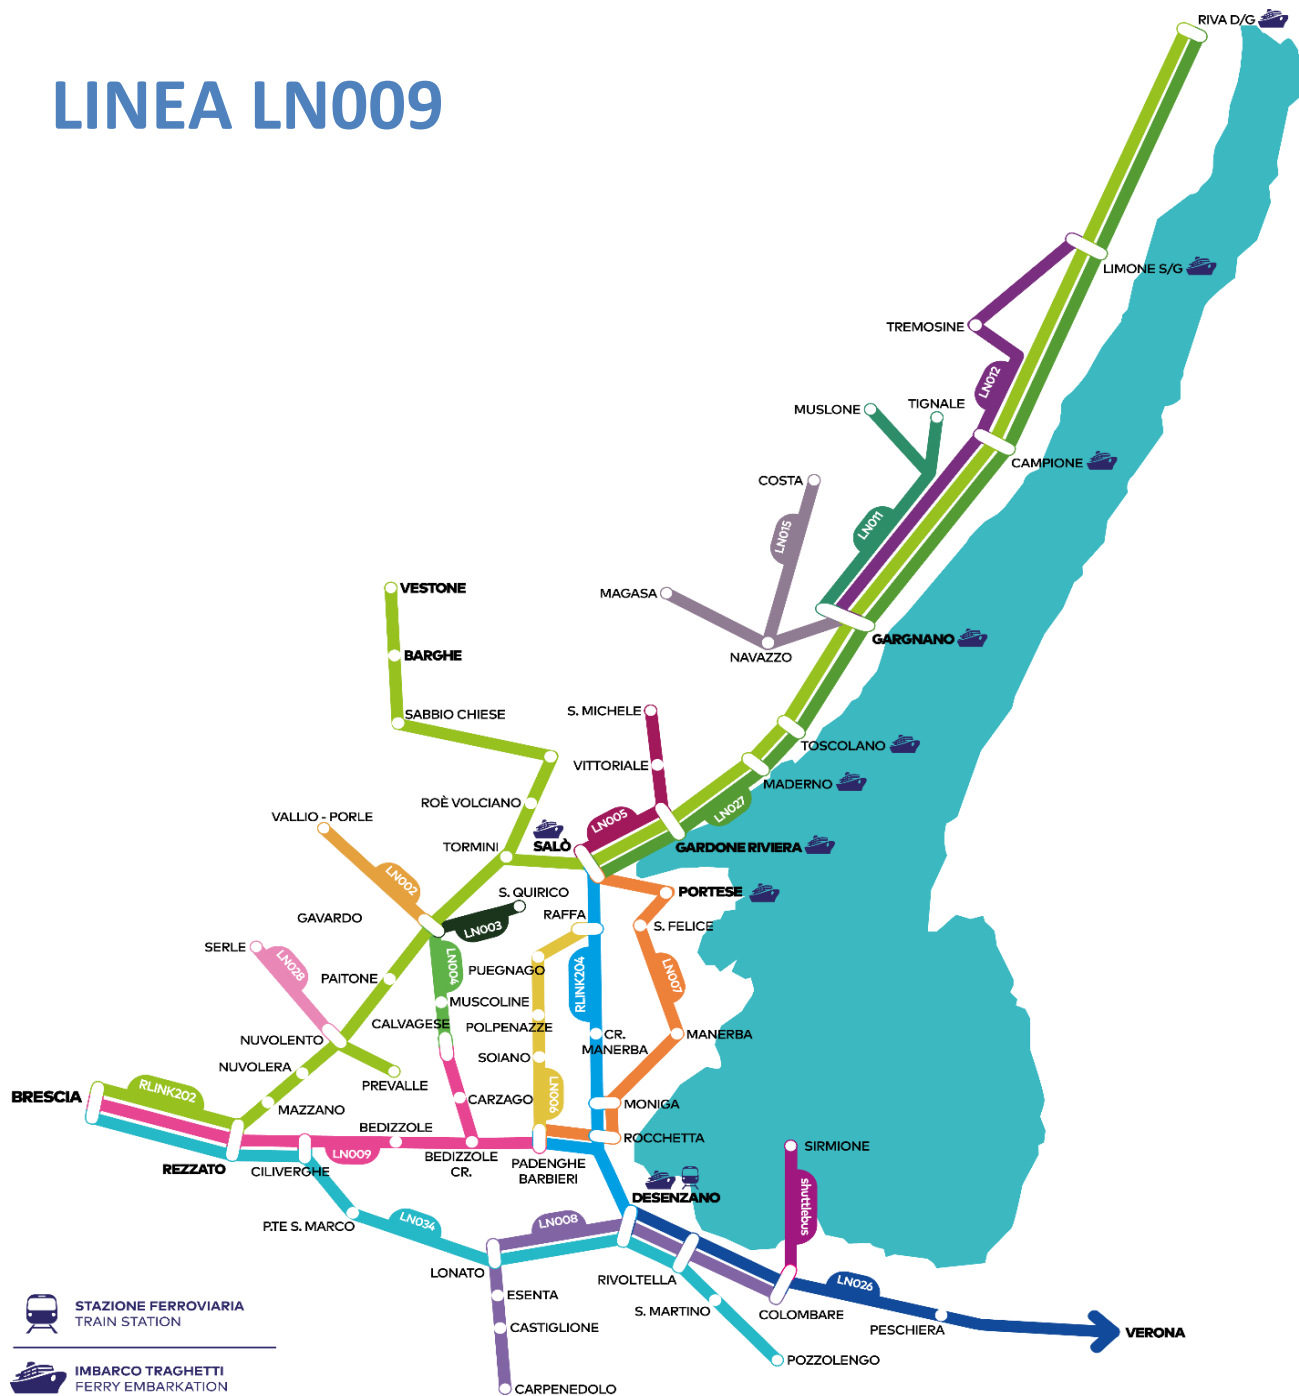 RIVA D/G
LINEA LN009
LIMONE S/G
TREMOSINE
LN012
MUSLONE
TIGNALE
CAMPIONE
COSTA
LN015
LN011
VESTONE
MAGASA
GARGNANO
BARGHE
NAVAZZO
SABBIO CHIESE
S. MICHELE
TOSCOLANO
VITTORIALE
MADERNO
ROÈ VOLCIANO
LN027
VALLIO - PORLE
LN005
TORMINI
SALÒ
GARDONE RIVIERA
LN002
S. QUIRICO
PORTESE
GAVARDO
RAFFA
LN003
S. FELICE
SERLE
LN028
LN004
PUEGNAGO
RLINK204
LN007
PAITONE
MUSCOLINE
CALVAGESE
POLPENAZZE
CR.
MANERBA
MANERBA
NUVOLENTO
SOIANO
NUVOLERA
PREVALLE
LN006
BRESCIA
RLINK202
CARZAGO
MONIGA
MAZZANO
BEDIZZOLE
ROCCHETTA
SIRMIONE
REZZATO
CILIVERGHE
LN009
BEDIZZOLE
CR.
PADENGHE
BARBIERI
DESENZANO
shuttlebus
P.TE S. MARCO
LN034
LN008
LONATO
RIVOLTELLA
LN026
ESENTA
S. MARTINO
COLOMBARE
STAZIONE FERROVIARIA
TRAIN STATION
CASTIGLIONE
PESCHIERA
VERONA
POZZOLENGO
IMBARCO TRAGHETTI
FERRY EMBARKATION
CARPENEDOLO